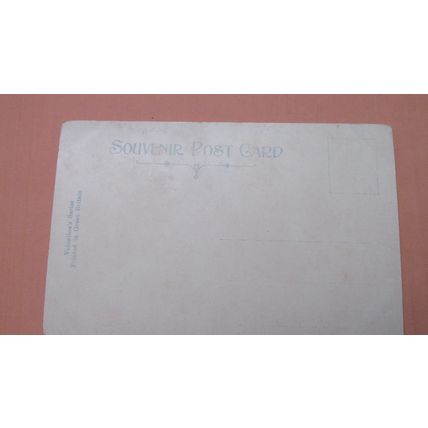 SOUVENIR POST CARD
Valentine's Series
Printed in Great Britain